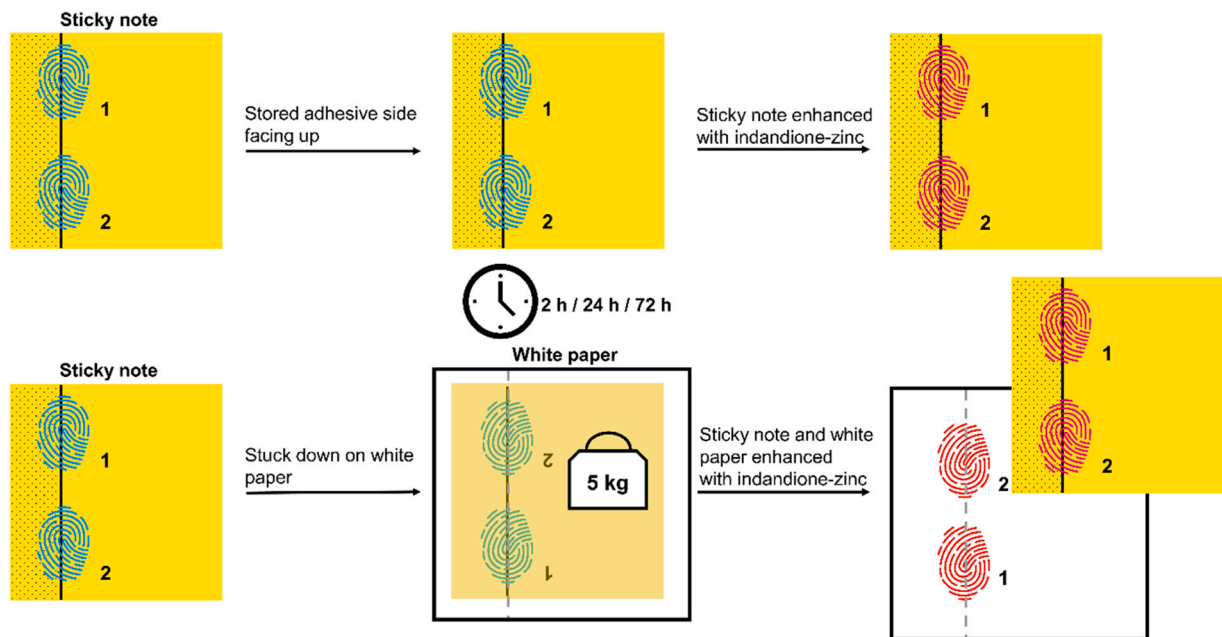 Sticky note
1
2
Stored adhesive side
facing up
1
2
Sticky note enhanced
with indandione-zinc
1
2
2 h / 24 h / 72 h
Sticky note
1
2
Stuck down on white
paper
White paper
2
1
5 kg
Sticky note and white
paper enhanced
with indandione-zinc
1
2
2
1